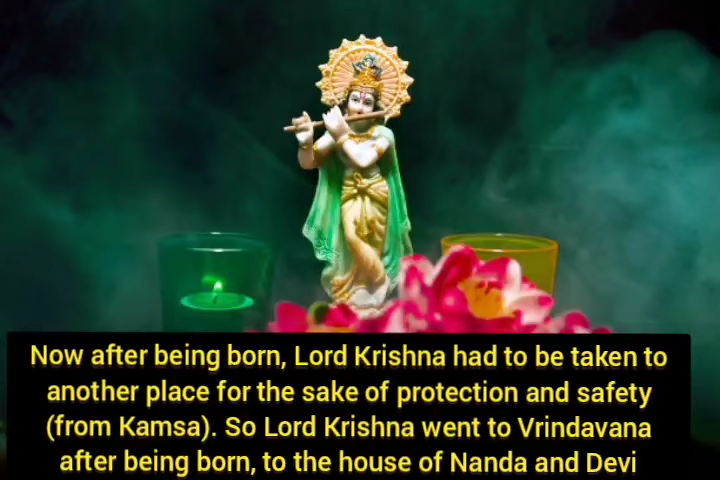 Now after being born, Lord Krishna had to be taken to
another place for the sake of protection and safety
(from Kamsa). So Lord Krishna went to Vrindavana
after being born, to the house of Nanda and Devi